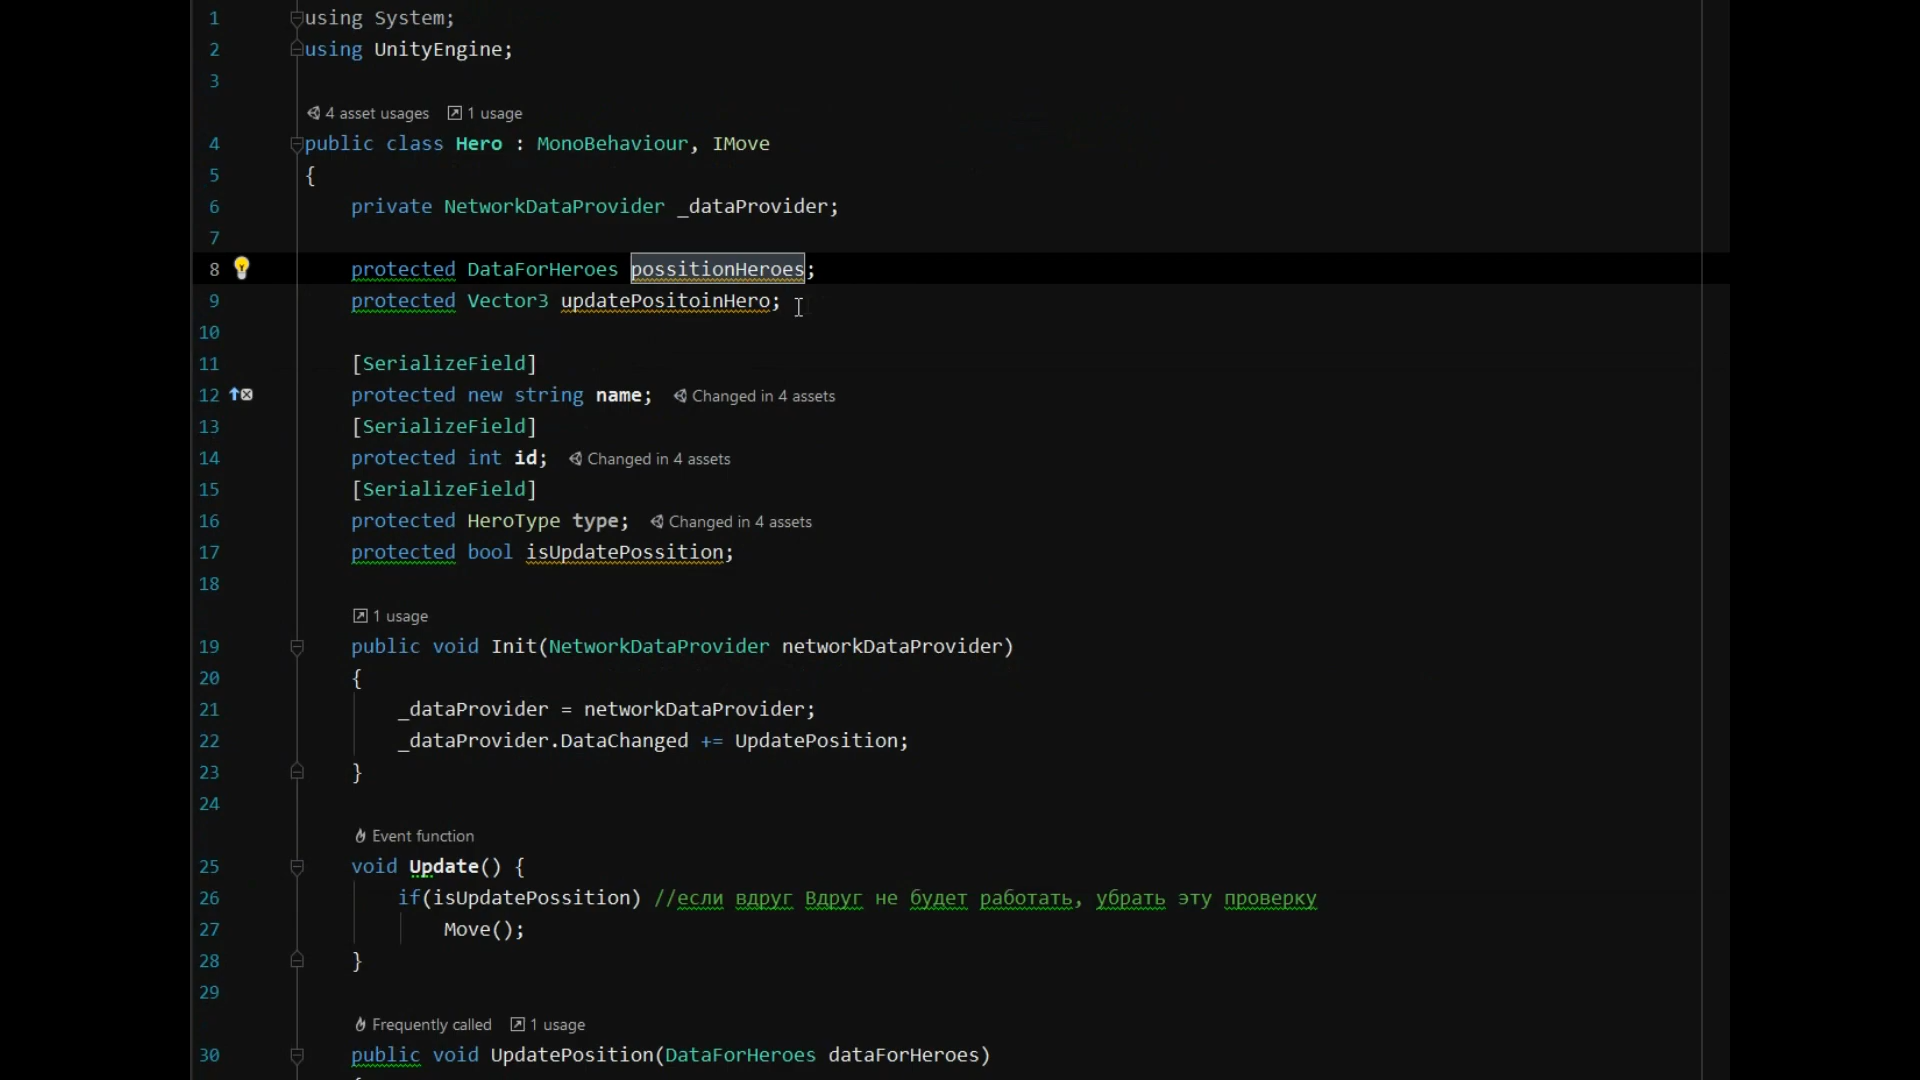 1 using System;
2 using UnityEngine;
3
4 asset usages 1 usage
4 public class Hero : MonoBehaviour, IMove
5 {
6 private NetworkDataProvider _dataProvider;
7
8 protected DataForHeroes possitionHeroes;
9 protected Vector3 updatePositoinHero;
10
11 [SerializeField]
12 protected new string name; Changed in 4 assets
13 [SerializeField]
14 protected int id; Changed in 4 assets
15 [SerializeField]
16 protected HeroType type; Changed in 4 assets
17 protected bool isUpdatePossition;
18
1 usage
19 public void Init(NetworkDataProvider networkDataProvider)
20 {
21 _dataProvider = networkDataProvider;
22 _dataProvider.DataChanged += UpdatePosition;
23 }
24
Event function
25 void Update() {
26 if(isUpdatePossition) //если вдруг Вдруг не будет работать, убрать эту проверку
27 Move();
28 }
29
Frequently called 1 usage
30 public void UpdatePosition(DataForHeroes dataForHeroes)